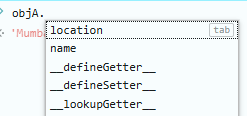 objA.
location tab
'Mumb
name
__defineGetter__
__defineSetter__
__lookupGetter__